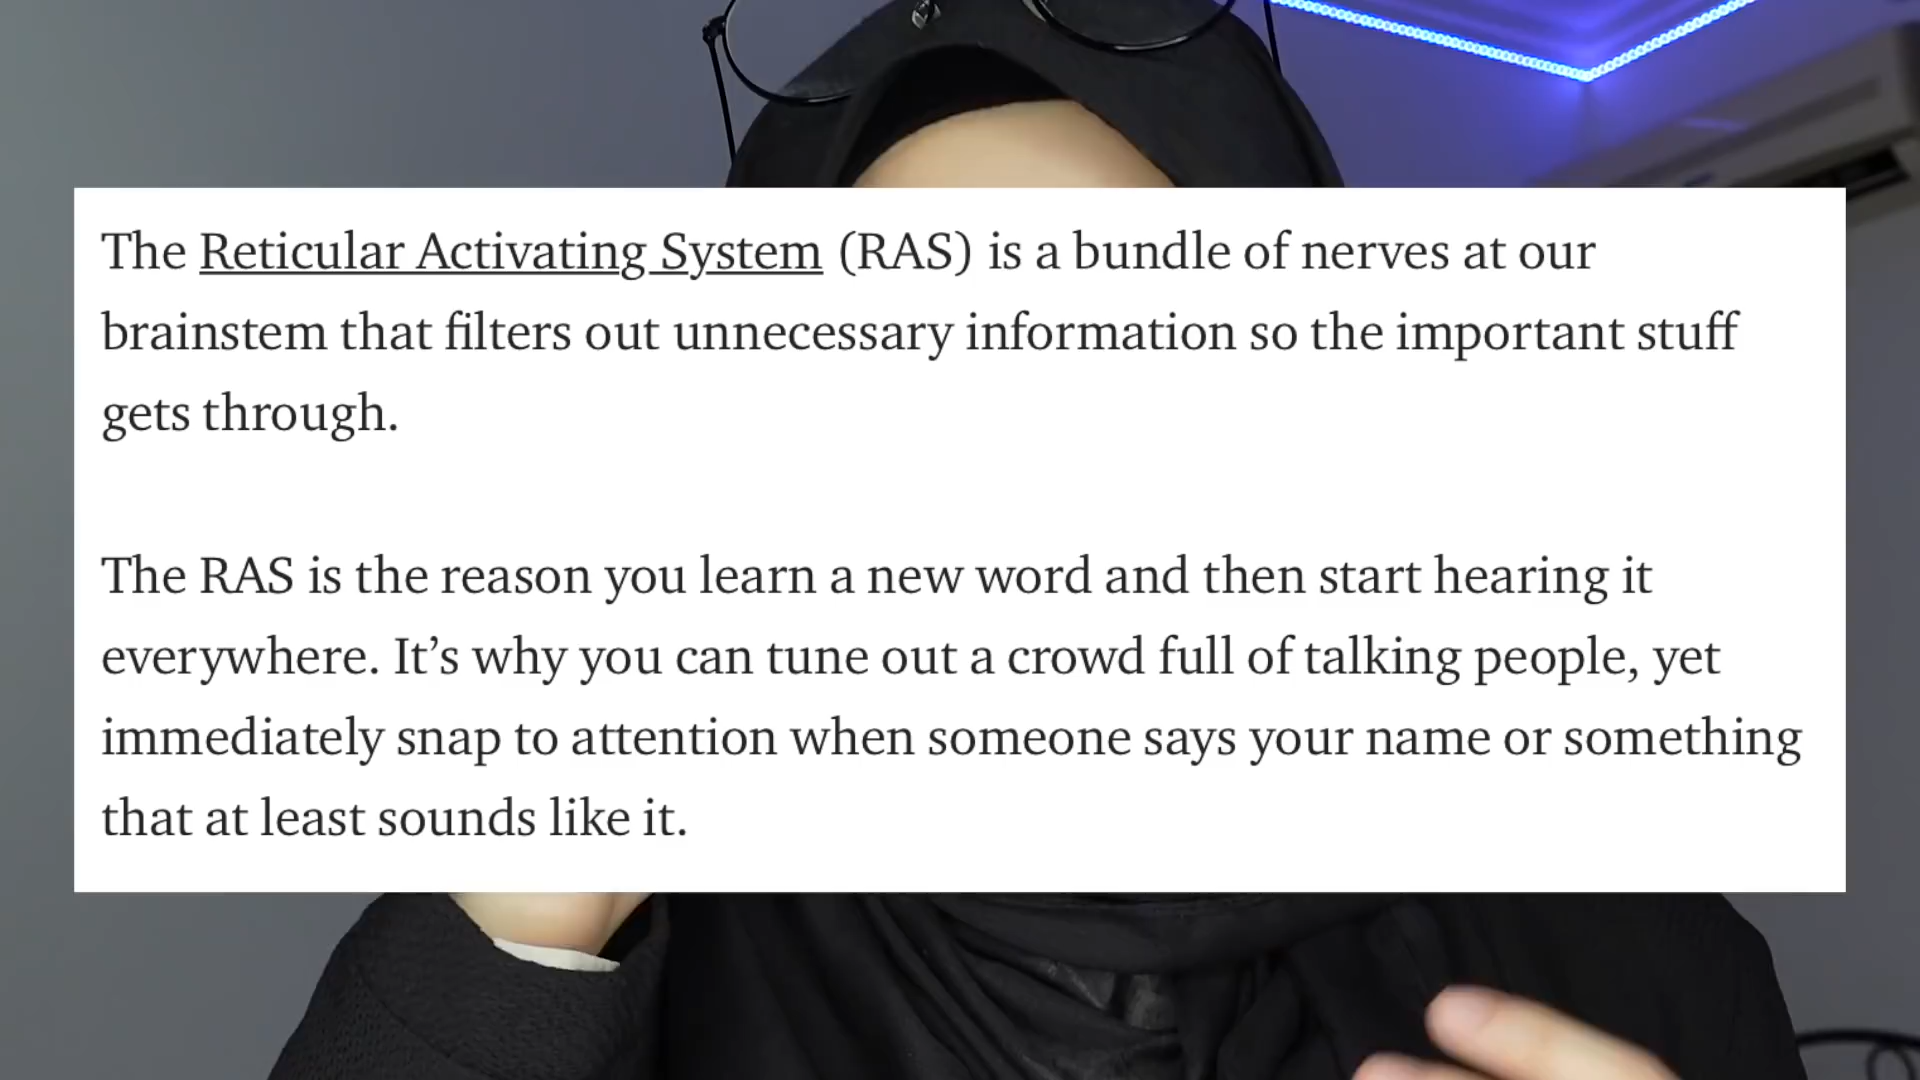 The Reticular Activating System (RAS) is a bundle of nerves at our
brainstem that filters out unnecessary information so the important stuff
gets through.
The RAS is the reason you learn a new word and then start hearing it
everywhere. It’s why you can tune out a crowd full of talking people, yet
immediately snap to attention when someone says your name or something
that at least sounds like it.